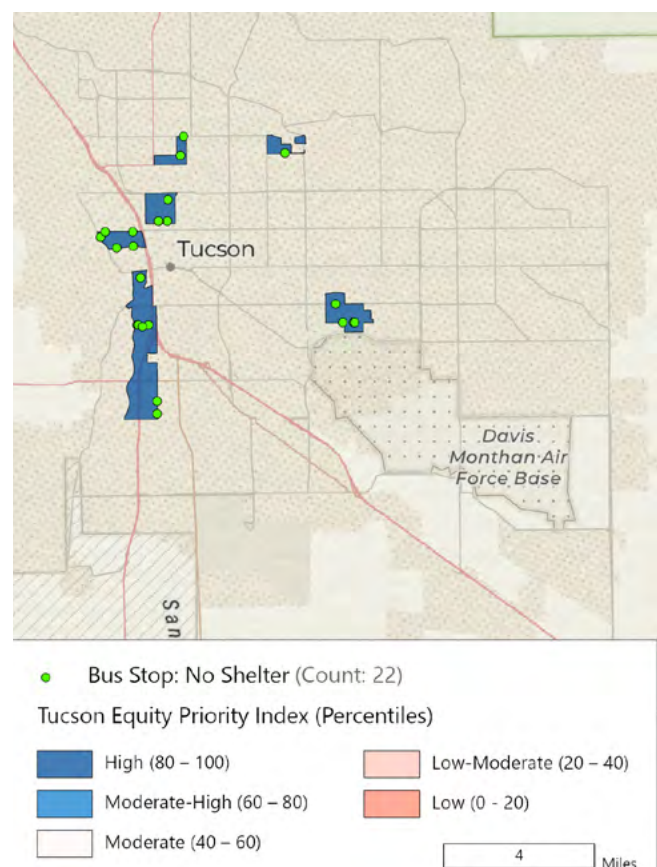 Tucson
Davis
Monthan Air
Force Base
San
Bus Stop: No Shelter (Count: 22)
Tucson Equity Priority Index (Percentiles)
High (80 – 100)
Low-Moderate (20 – 40)
Moderate-High (60 – 80)
Low (0 - 20)
Moderate (40 – 60)
4
Miles